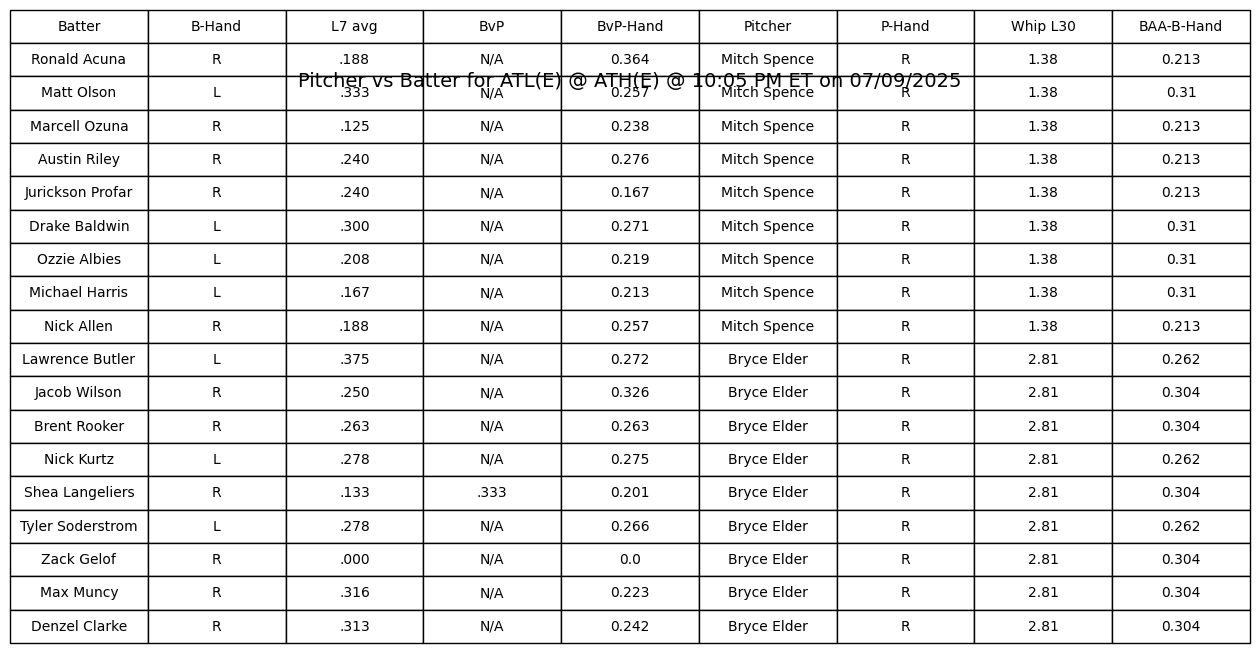 Batter B-Hand L7 avg BvP BvP-Hand Pitcher P-Hand Whip L30 BAA-B-Hand
Ronald Acuna R .188 N/A 0.364 Mitch Spence R 1.38 0.213
Pitcher vs Batter for ATL(E) @ ATH(E) @ 10:05 PM ET on 07/09/2025
Matt Olson L .333 N/A 0.257 Mitch Spence R 1.38 0.31
Marcell Ozuna R .125 N/A 0.238 Mitch Spence R 1.38 0.213
Austin Riley R .240 N/A 0.276 Mitch Spence R 1.38 0.213
Jurickson Profar R .240 N/A 0.167 Mitch Spence R 1.38 0.213
Drake Baldwin L .300 N/A 0.271 Mitch Spence R 1.38 0.31
Ozzie Albies L .208 N/A 0.219 Mitch Spence R 1.38 0.31
Michael Harris L .167 N/A 0.213 Mitch Spence R 1.38 0.31
Nick Allen R .188 N/A 0.257 Mitch Spence R 1.38 0.213
Lawrence Butler L .375 N/A 0.272 Bryce Elder R 2.81 0.262
Jacob Wilson R .250 N/A 0.326 Bryce Elder R 2.81 0.304
Brent Rooker R .263 N/A 0.263 Bryce Elder R 2.81 0.304
Nick Kurtz L .278 N/A 0.275 Bryce Elder R 2.81 0.262
Shea Langeliers R .133 .333 0.201 Bryce Elder R 2.81 0.304
Tyler Soderstrom L .278 N/A 0.266 Bryce Elder R 2.81 0.262
Zack Gelof R .000 N/A 0.0 Bryce Elder R 2.81 0.304
Max Muncy R .316 N/A 0.223 Bryce Elder R 2.81 0.304
Denzel Clarke R .313 N/A 0.242 Bryce Elder R 2.81 0.304